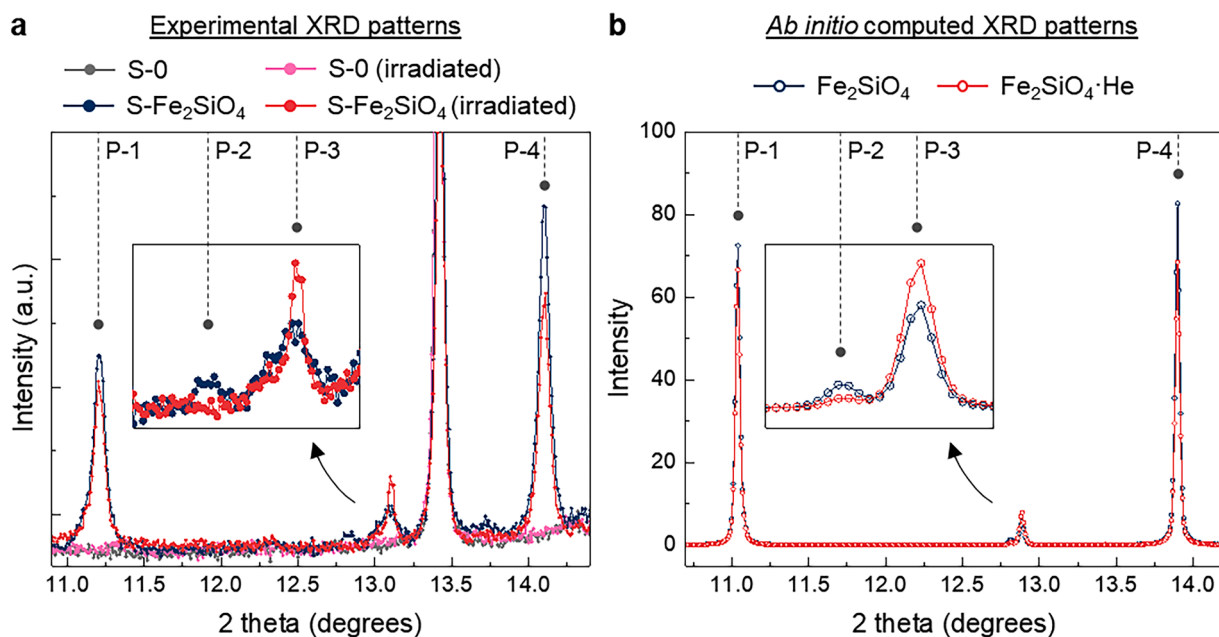 a Experimental XRD patterns
S-0 S-0 (irradiated)
S-Fe₂SiO₄ S-Fe₂SiO₄ (irradiated)
P-1 P-2 P-3 P-4
Intensity (a.u.)
11.0 11.5 12.0 12.5 13.0 13.5 14.0
2 theta (degrees)
b Ab initio computed XRD patterns
Fe₂SiO₄ Fe₂SiO₄·He
100
P-1 P-2 P-3 P-4
80
60
Intensity
40
20
0
11.0 11.5 12.0 12.5 13.0 13.5 14.0
2 theta (degrees)